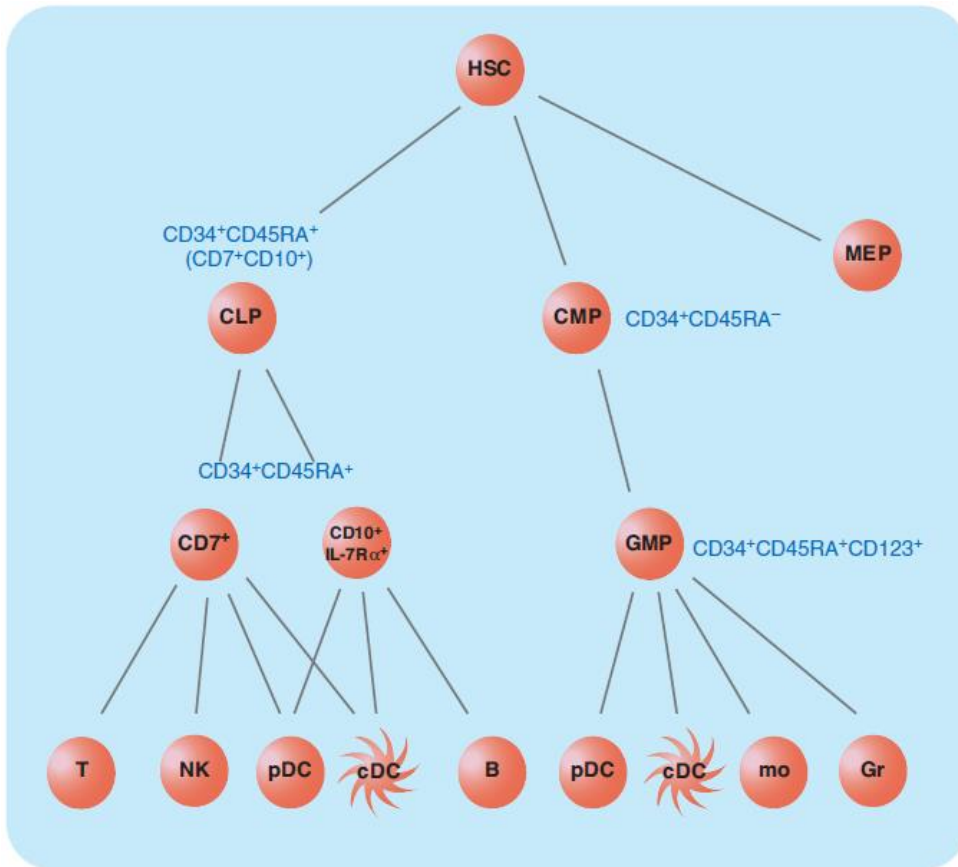 HSC
CD34⁺CD45RA⁺
(CD7⁺CD10⁺)
MEP
CLP
CMP
CD34⁺CD45RA⁻
CD34⁺CD45RA⁺
CD7⁺
CD10⁺
IL-7Rα⁺
GMP
CD34⁺CD45RA⁺CD123⁺
T
NK
pDC
cDC
B
pDC
cDC
mo
Gr